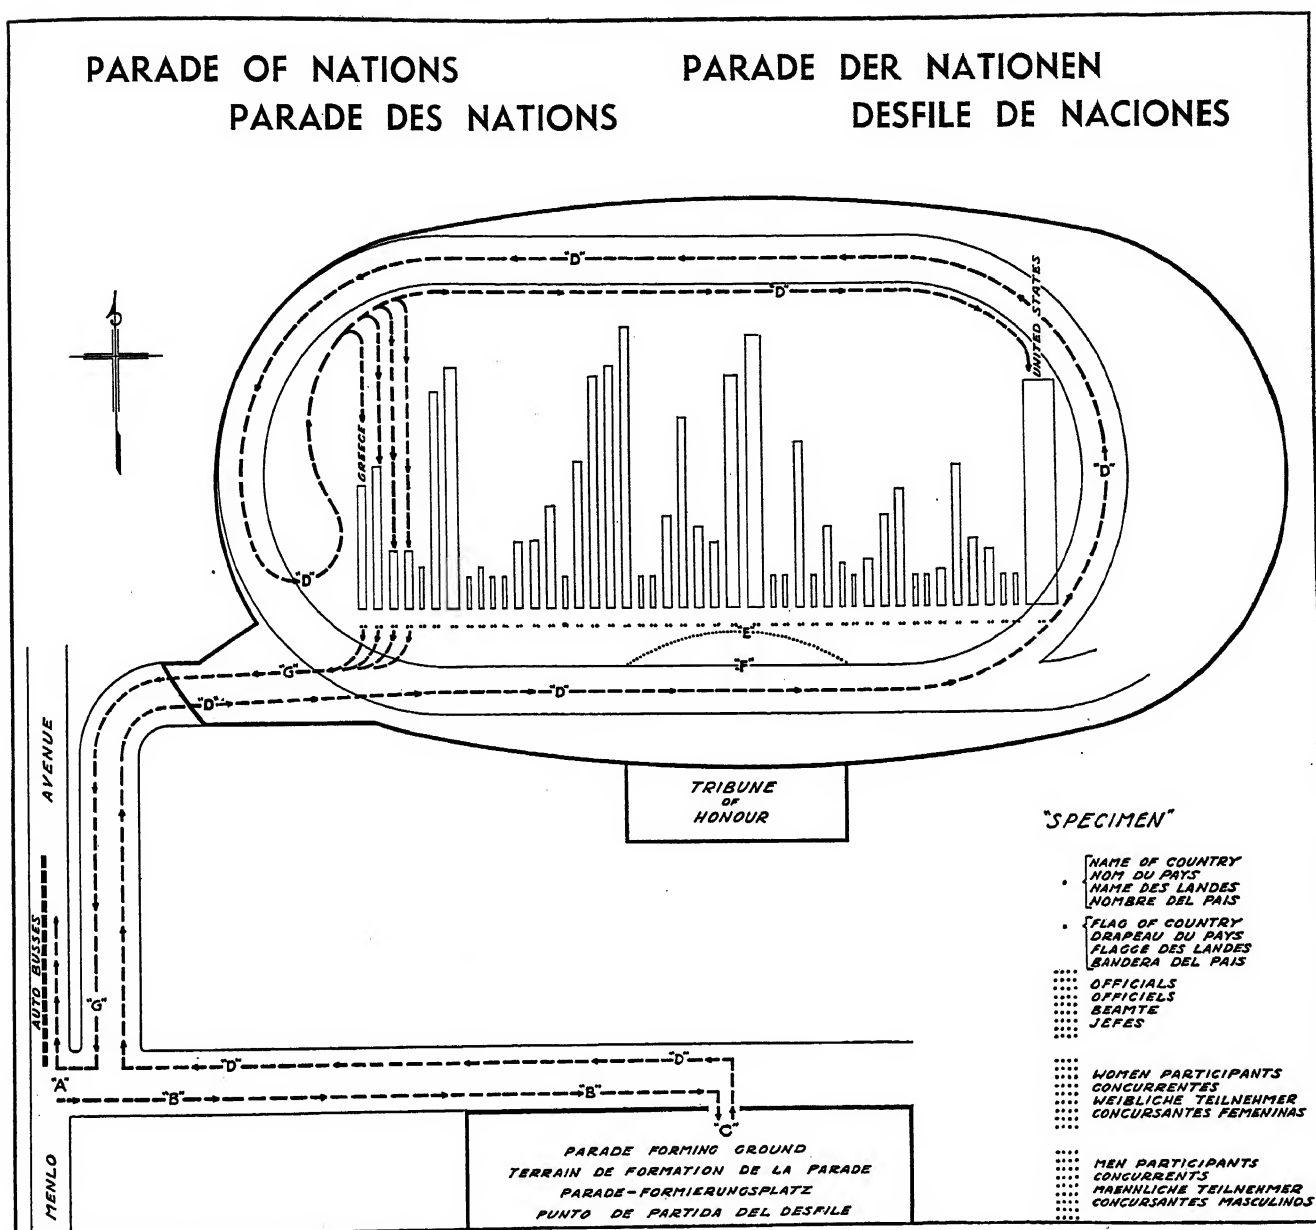 PARADE OF NATIONS
PARADE DES NATIONS
PARADE DER NATIONEN
DESFILE DE NACIONES
"D"
"D"
UNITED STATES
GREECE
"D"
"D"
"E"
"F"
"G"
"D"
"D"
AVENUE
TRIBUNE
OF
HONOUR
"SPECIMEN"
NAME OF COUNTRY
NOM DU PAYS
NAME DES LANDES
NOMBRE DEL PAIS
FLAG OF COUNTRY
DRAPEAU DU PAYS
FLAGGE DES LANDES
BANDERA DEL PAIS
OFFICIALS
OFFICIELS
BEAMTE
JEFES
AUTO BUSSES
"G"
"D"
"D"
"A"
"B"
"B"
"C"
WOMEN PARTICIPANTS
CONCURRENTES
WEIBLICHE TEILNEHMER
CONCURSANTES FEMENINAS
MENLO
PARADE FORMING GROUND
TERRAIN DE FORMATION DE LA PARADE
PARADE-FORMIERUNGSPLATZ
PUNTO DE PARTIDA DEL DESFILE
MEN PARTICIPANTS
CONCURRENTS
MAENNLICHE TEILNEHMER
CONCURSANTES MASCULINOS